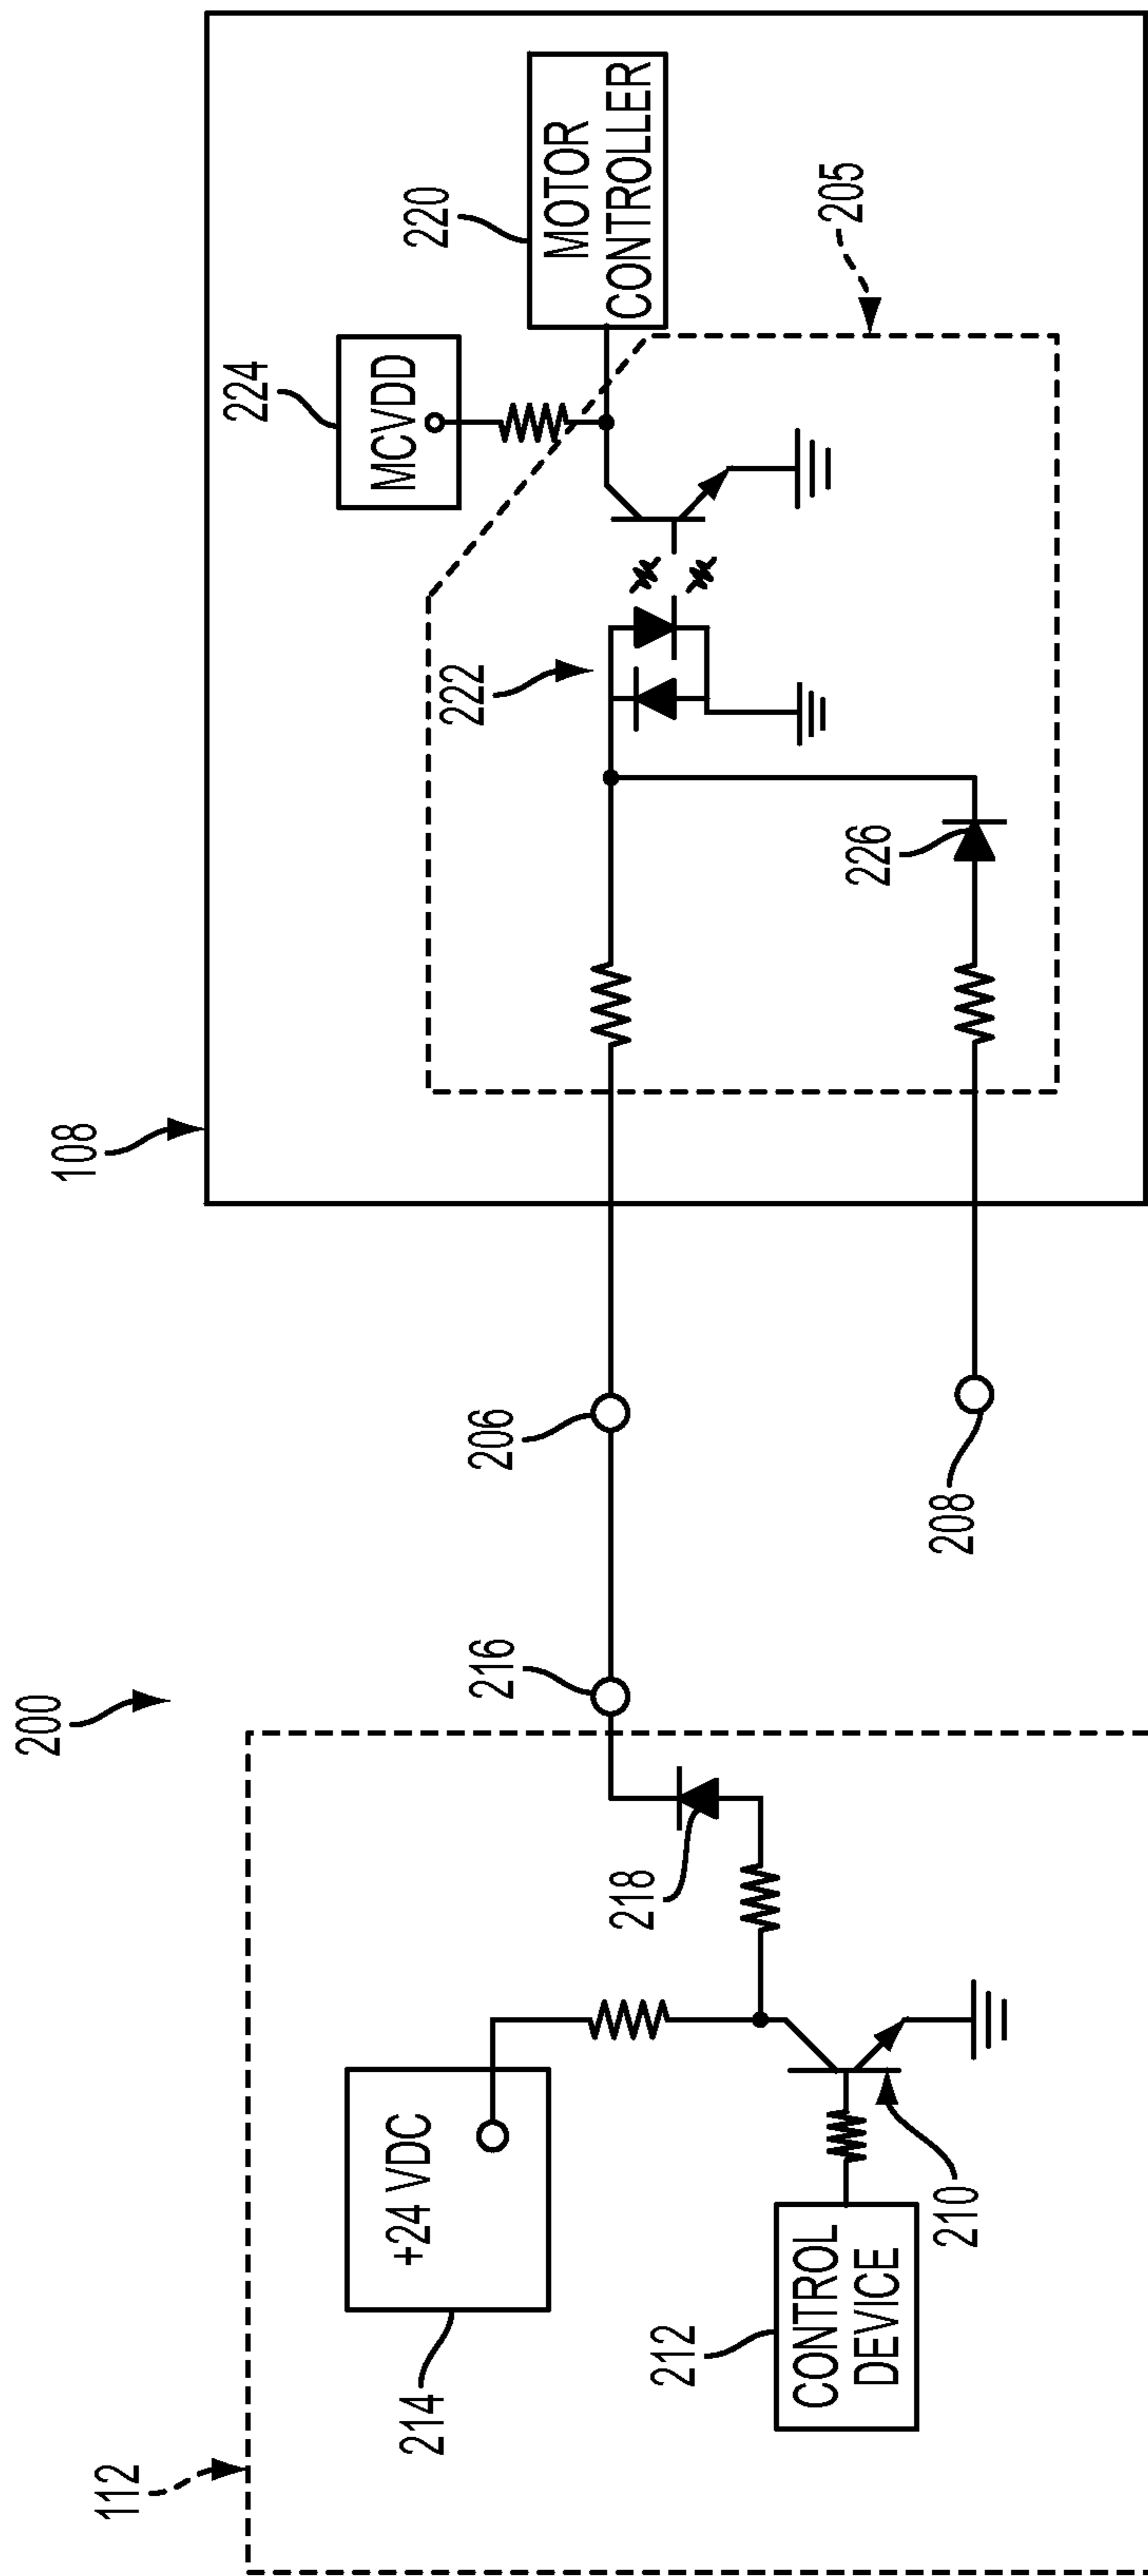 200
112
214
+24 VDC
212
CONTROL
DEVICE
210
218
216
206
208
108
222
226
224
MCVDD
220
MOTOR
CONTROLLER
205